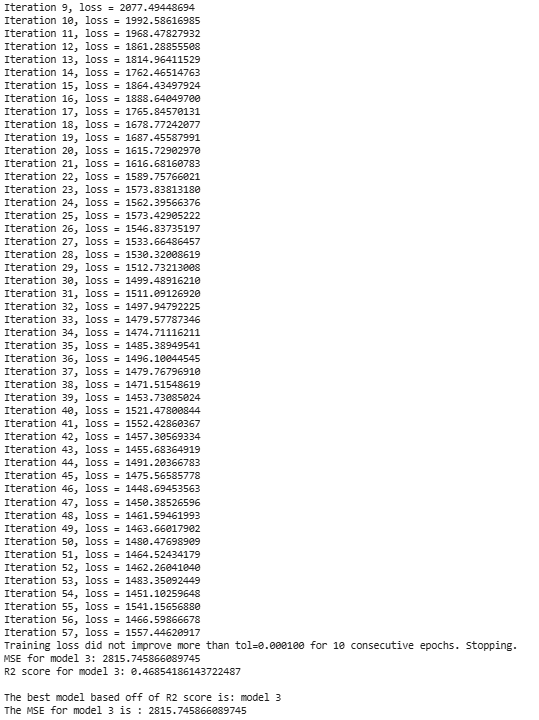 Iteration 9, loss = 2077.49448694
Iteration 10, loss = 1992.58616985
Iteration 11, loss = 1968.47827932
Iteration 12, loss = 1861.28855508
Iteration 13, loss = 1814.96411529
Iteration 14, loss = 1762.46514763
Iteration 15, loss = 1864.43497924
Iteration 16, loss = 1888.64049700
Iteration 17, loss = 1765.84570131
Iteration 18, loss = 1678.77242077
Iteration 19, loss = 1687.45587991
Iteration 20, loss = 1615.72902970
Iteration 21, loss = 1616.68160783
Iteration 22, loss = 1589.75766021
Iteration 23, loss = 1573.83813180
Iteration 24, loss = 1562.39566376
Iteration 25, loss = 1573.42905222
Iteration 26, loss = 1546.83735197
Iteration 27, loss = 1533.66486457
Iteration 28, loss = 1530.32008619
Iteration 29, loss = 1512.73213008
Iteration 30, loss = 1499.48916210
Iteration 31, loss = 1511.09126920
Iteration 32, loss = 1497.94792225
Iteration 33, loss = 1479.57787346
Iteration 34, loss = 1474.71116211
Iteration 35, loss = 1485.38949541
Iteration 36, loss = 1496.10044545
Iteration 37, loss = 1479.76796910
Iteration 38, loss = 1471.51548619
Iteration 39, loss = 1453.73085024
Iteration 40, loss = 1521.47800844
Iteration 41, loss = 1552.42860367
Iteration 42, loss = 1457.30569334
Iteration 43, loss = 1455.68364919
Iteration 44, loss = 1491.20366783
Iteration 45, loss = 1475.56585778
Iteration 46, loss = 1448.69453563
Iteration 47, loss = 1450.38526596
Iteration 48, loss = 1461.59461993
Iteration 49, loss = 1463.66017902
Iteration 50, loss = 1480.47698909
Iteration 51, loss = 1464.52434179
Iteration 52, loss = 1462.26041040
Iteration 53, loss = 1483.35092449
Iteration 54, loss = 1451.10259648
Iteration 55, loss = 1541.15656880
Iteration 56, loss = 1466.59866678
Iteration 57, loss = 1557.44620917
Training loss did not improve more than tol=0.000100 for 10 consecutive epochs. Stopping.
MSE for model 3: 2815.745866089745
R2 score for model 3: 0.46854186143722487
The best model based off of R2 score is: model 3
The MSE for model 3 is : 2815.745866089745